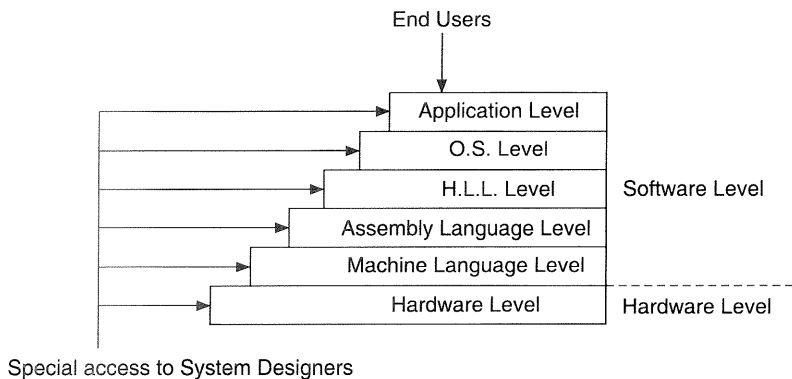 End Users
Application Level
O.S. Level
H.L.L. Level
Software Level
Assembly Language Level
Machine Language Level
Hardware Level
Hardware Level
Special access to System Designers